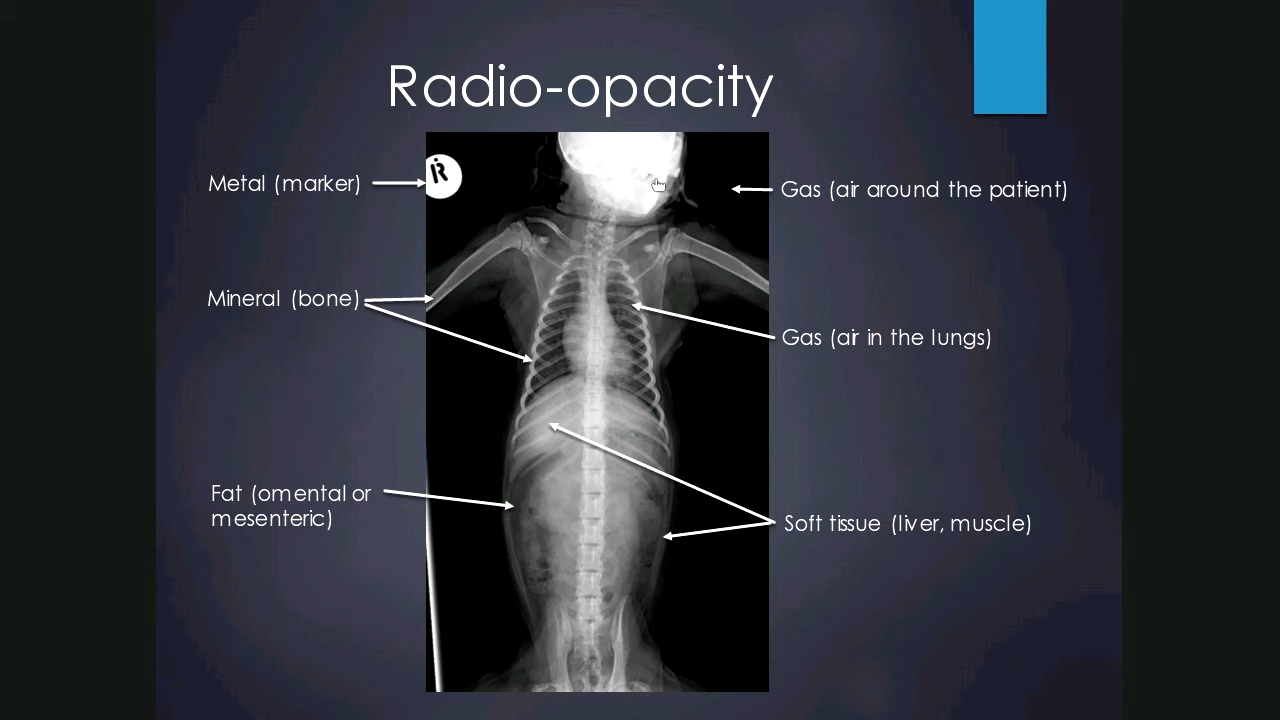 Radio-opacity
Metal (marker)
R
Gas (air around the patient)
Mineral (bone)
Gas (air in the lungs)
Fat (omental or
mesenteric)
Soft tissue (liver, muscle)